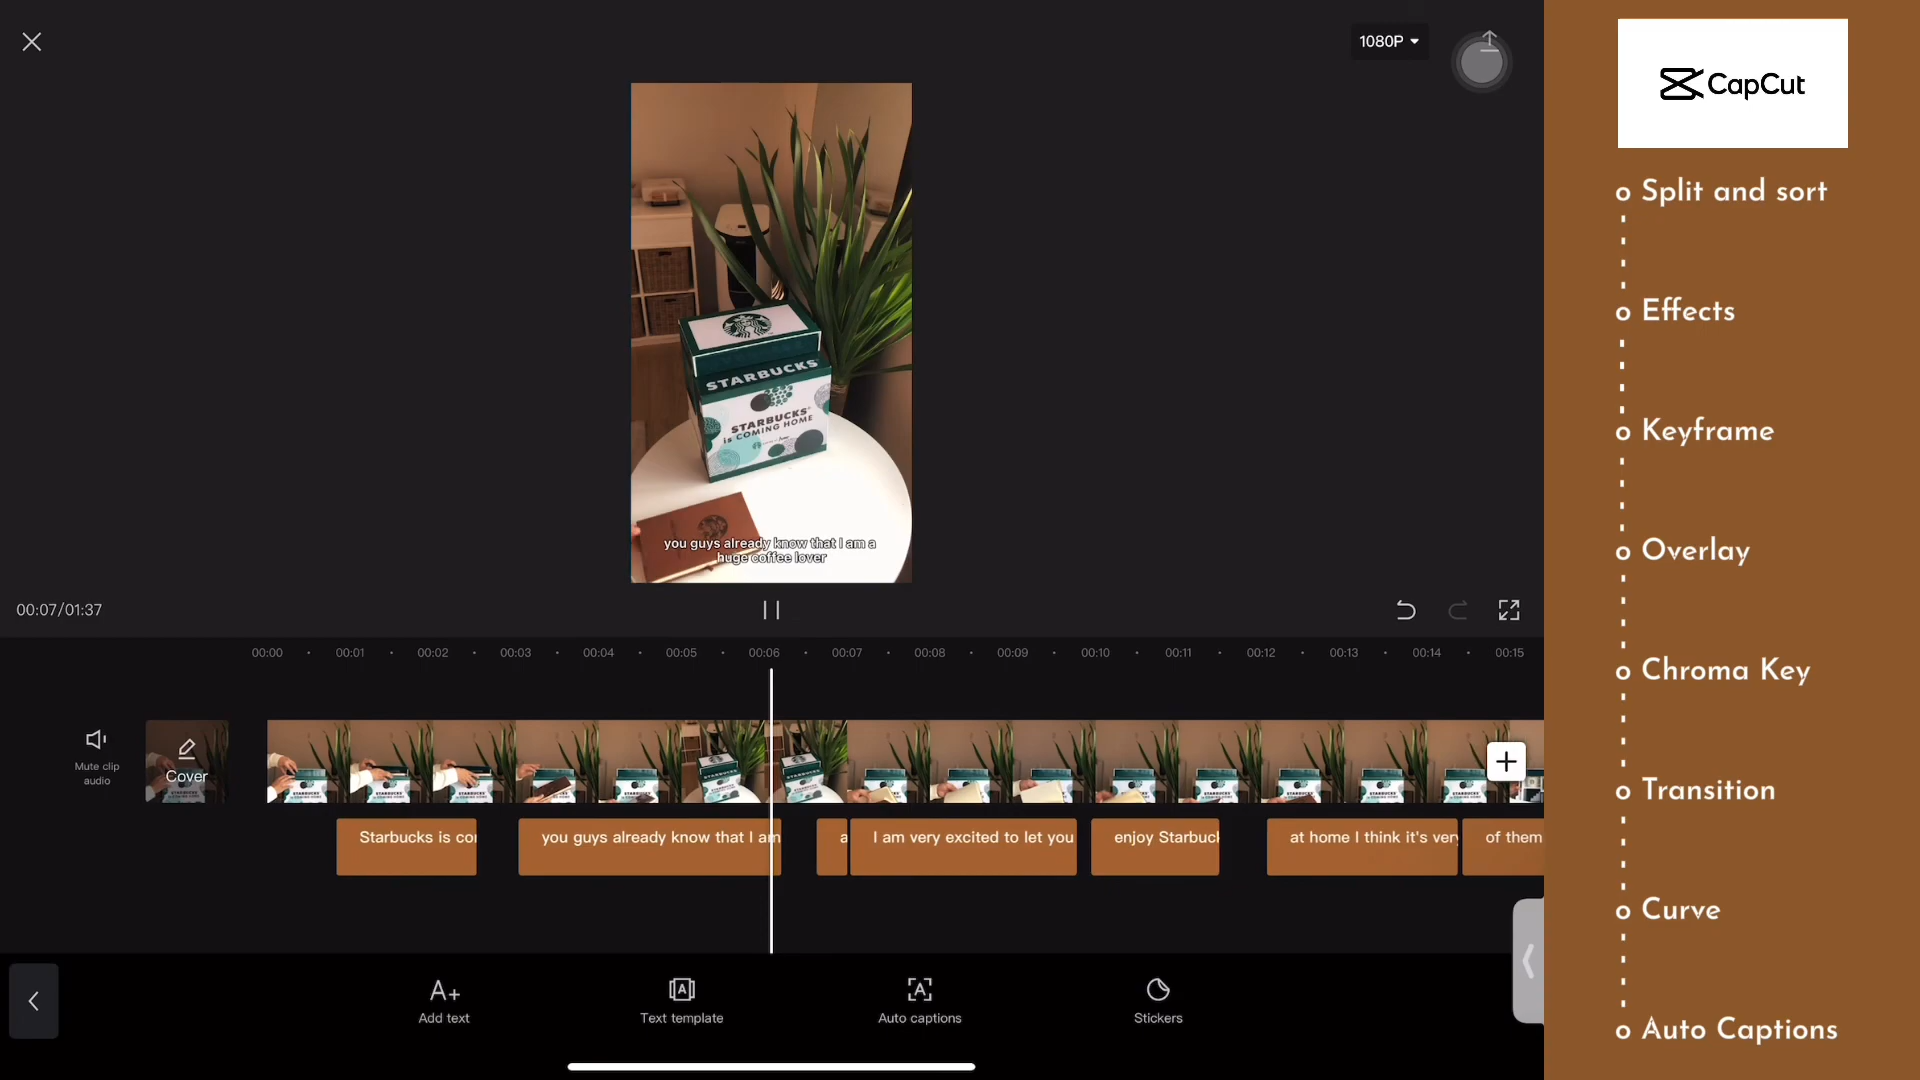 1080P
CapCut
Split and sort
Effects
Keyframe
Overlay
Chroma Key
Transition
Curve
Auto Captions
STARBUCKS
STARBUCKS
is COMING HOME
you guys already know that I am a
huge coffee lover
00:07/01:37
00:00
00:01
00:02
00:03
00:04
00:05
00:06
00:07
00:08
00:09
00:10
00:11
00:12
00:13
00:14
00:15
Mute clip
audio
Cover
Starbucks is co
you guys already know that I am
a
I am very excited to let you
enjoy Starbuc
at home I think it's ver
of them
A+
Add text
Text template
Auto captions
Stickers